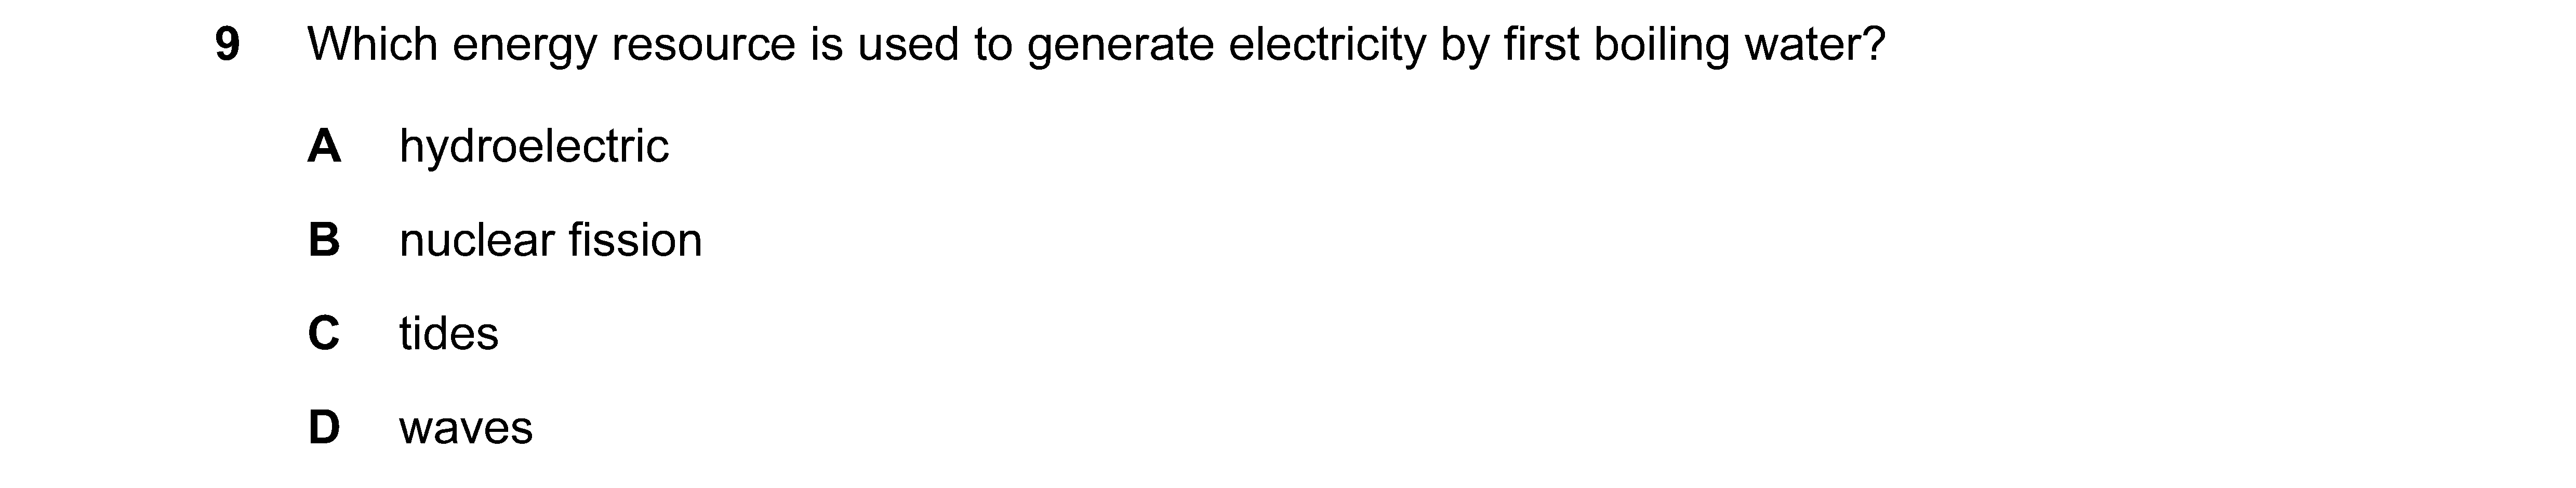 9 Which energy resource is used to generate electricity by first boiling water?
A hydroelectric
B nuclear fission
C tides
D waves